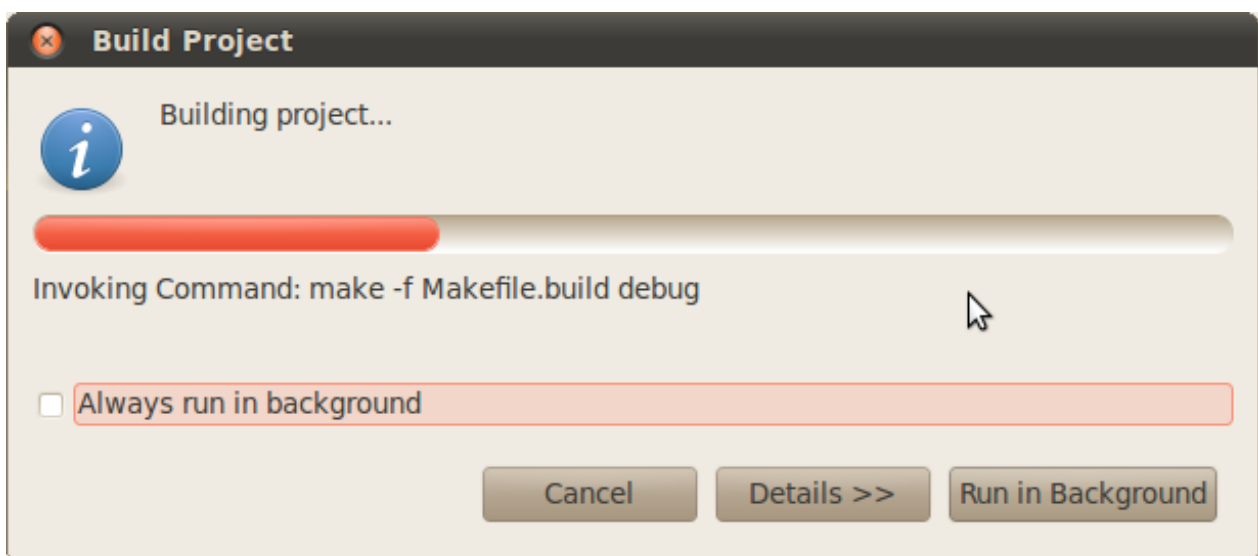 Build Project
Building project...
Invoking Command: make -f Makefile.build debug
Always run in background
Cancel Details >> Run in Background